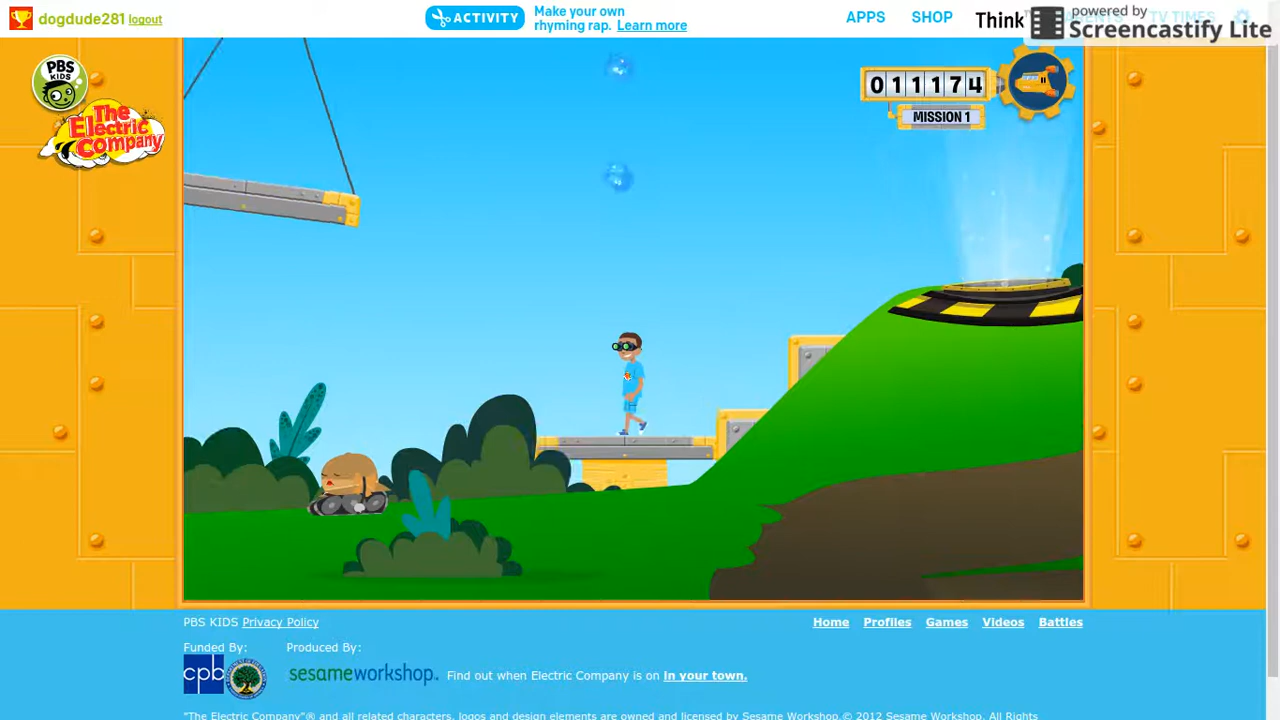 dogdude281 logout
ACTIVITY
Make your own
rhyming rap. Learn more
APPS
SHOP
Think
TV TIMES
powered by
Screencastify Lite
PBS
KIDS
The
Electric
Company
011174
MISSION 1
PBS KIDS Privacy Policy
Home
Profiles
Games
Videos
Battles
Funded By:
Produced By:
cpb
sesameworkshop.
Find out when Electric Company is on In your town.
"The Electric Company"® and all related characters, logos and design elements are owned and licensed by Sesame Workshop.© 2012 Sesame Workshop. All Rights